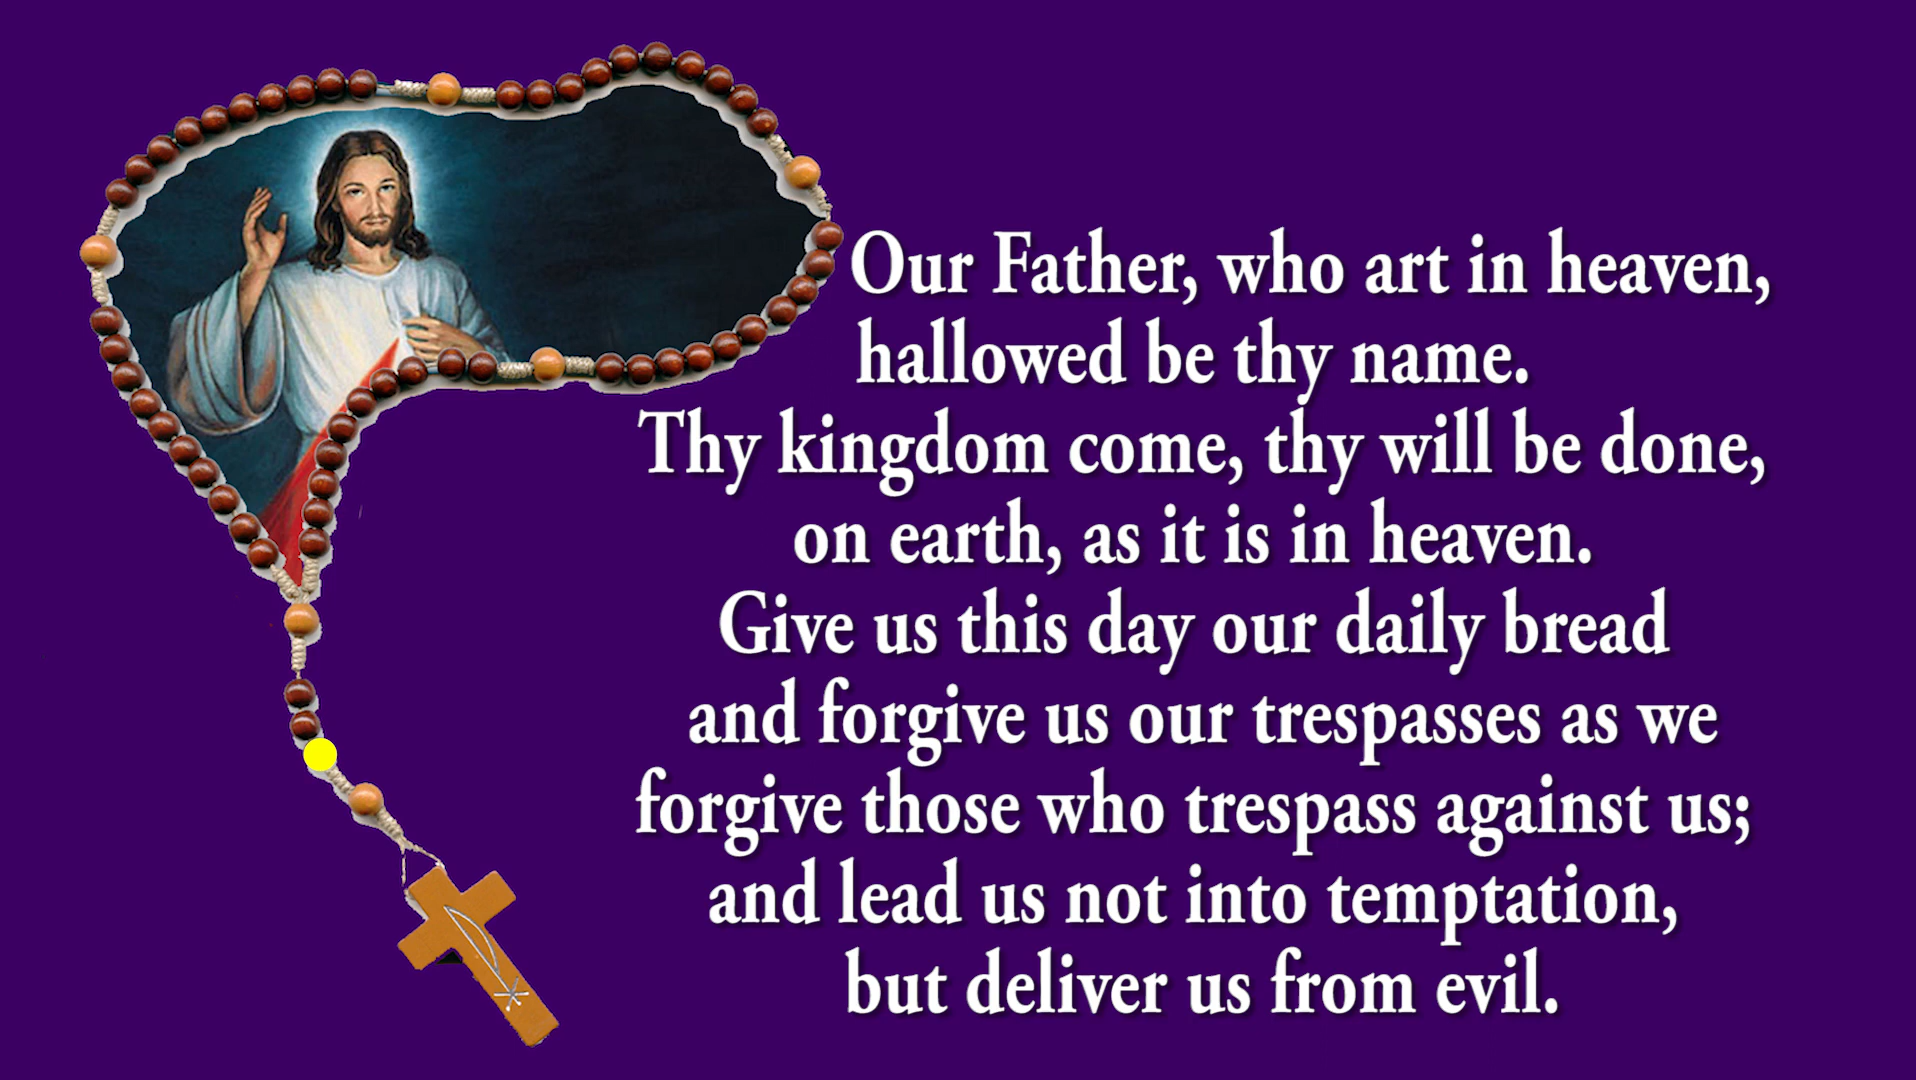 Our Father, who art in heaven,
hallowed be thy name.
Thy kingdom come, thy will be done,
on earth, as it is in heaven.
Give us this day our daily bread
and forgive us our trespasses as we
forgive those who trespass against us;
and lead us not into temptation,
but deliver us from evil.